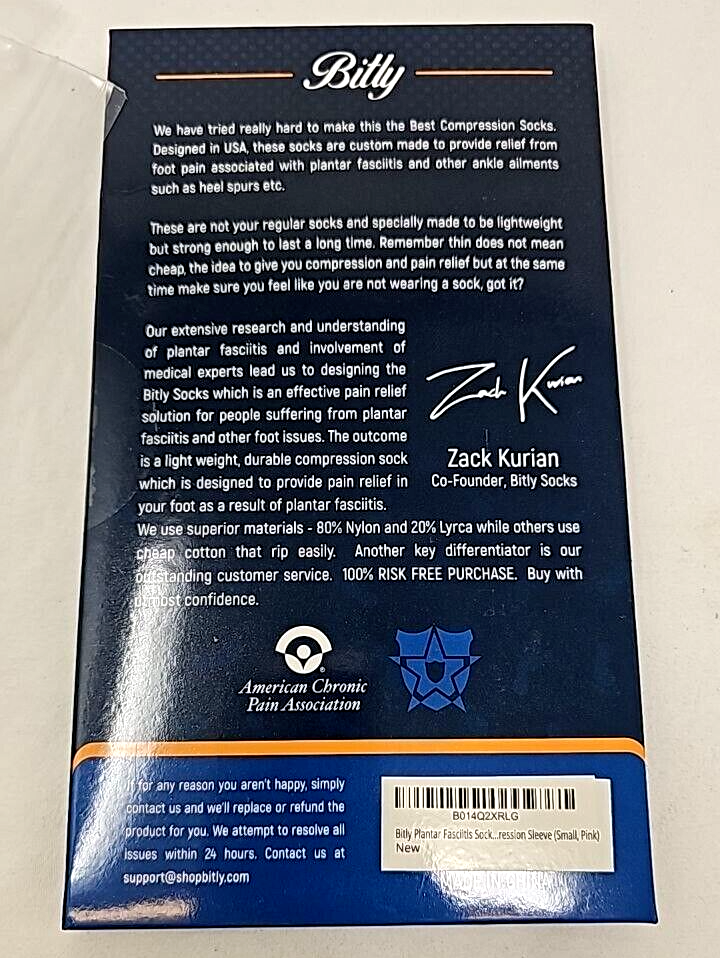 Bitly
We have tried really hard to make this the Best Compression Socks.
Designed in USA, these socks are custom made to provide relief from
foot pain associated with plantar fasciitis and other ankle ailments
such as heel spurs etc.
These are not your regular socks and specially made to be lightweight
but strong enough to last a long time. Remember thin does not mean
cheap, the idea to give you compression and pain relief but at the same
time make sure you feel like you are not wearing a sock, got it?
Our extensive research and understanding
of plantar fasciitis and involvement of
medical experts lead us to designing the
Bitly Socks which is an effective pain relief
solution for people suffering from plantar
fasciitis and other foot issues. The outcome
is a light weight, durable compression sock
which is designed to provide pain relief in
your foot as a result of plantar fasciitis.
Zach Kurian
Zack Kurian
Co-Founder, Bitly Socks
We use superior materials - 80% Nylon and 20% Lyrca while others use
cheap cotton that rip easily. Another key differentiator is our
outstanding customer service. 100% RISK FREE PURCHASE. Buy with
utmost confidence.
American Chronic
Pain Association
®
If for any reason you aren't happy, simply
contact us and we'll replace or refund the
product for you. We attempt to resolve all
issues within 24 hours. Contact us at
support@shopbitly.com
B014Q2XRLG
Bitly Plantar Fasciitis Sock...ression Sleeve (Small, Pink)
New